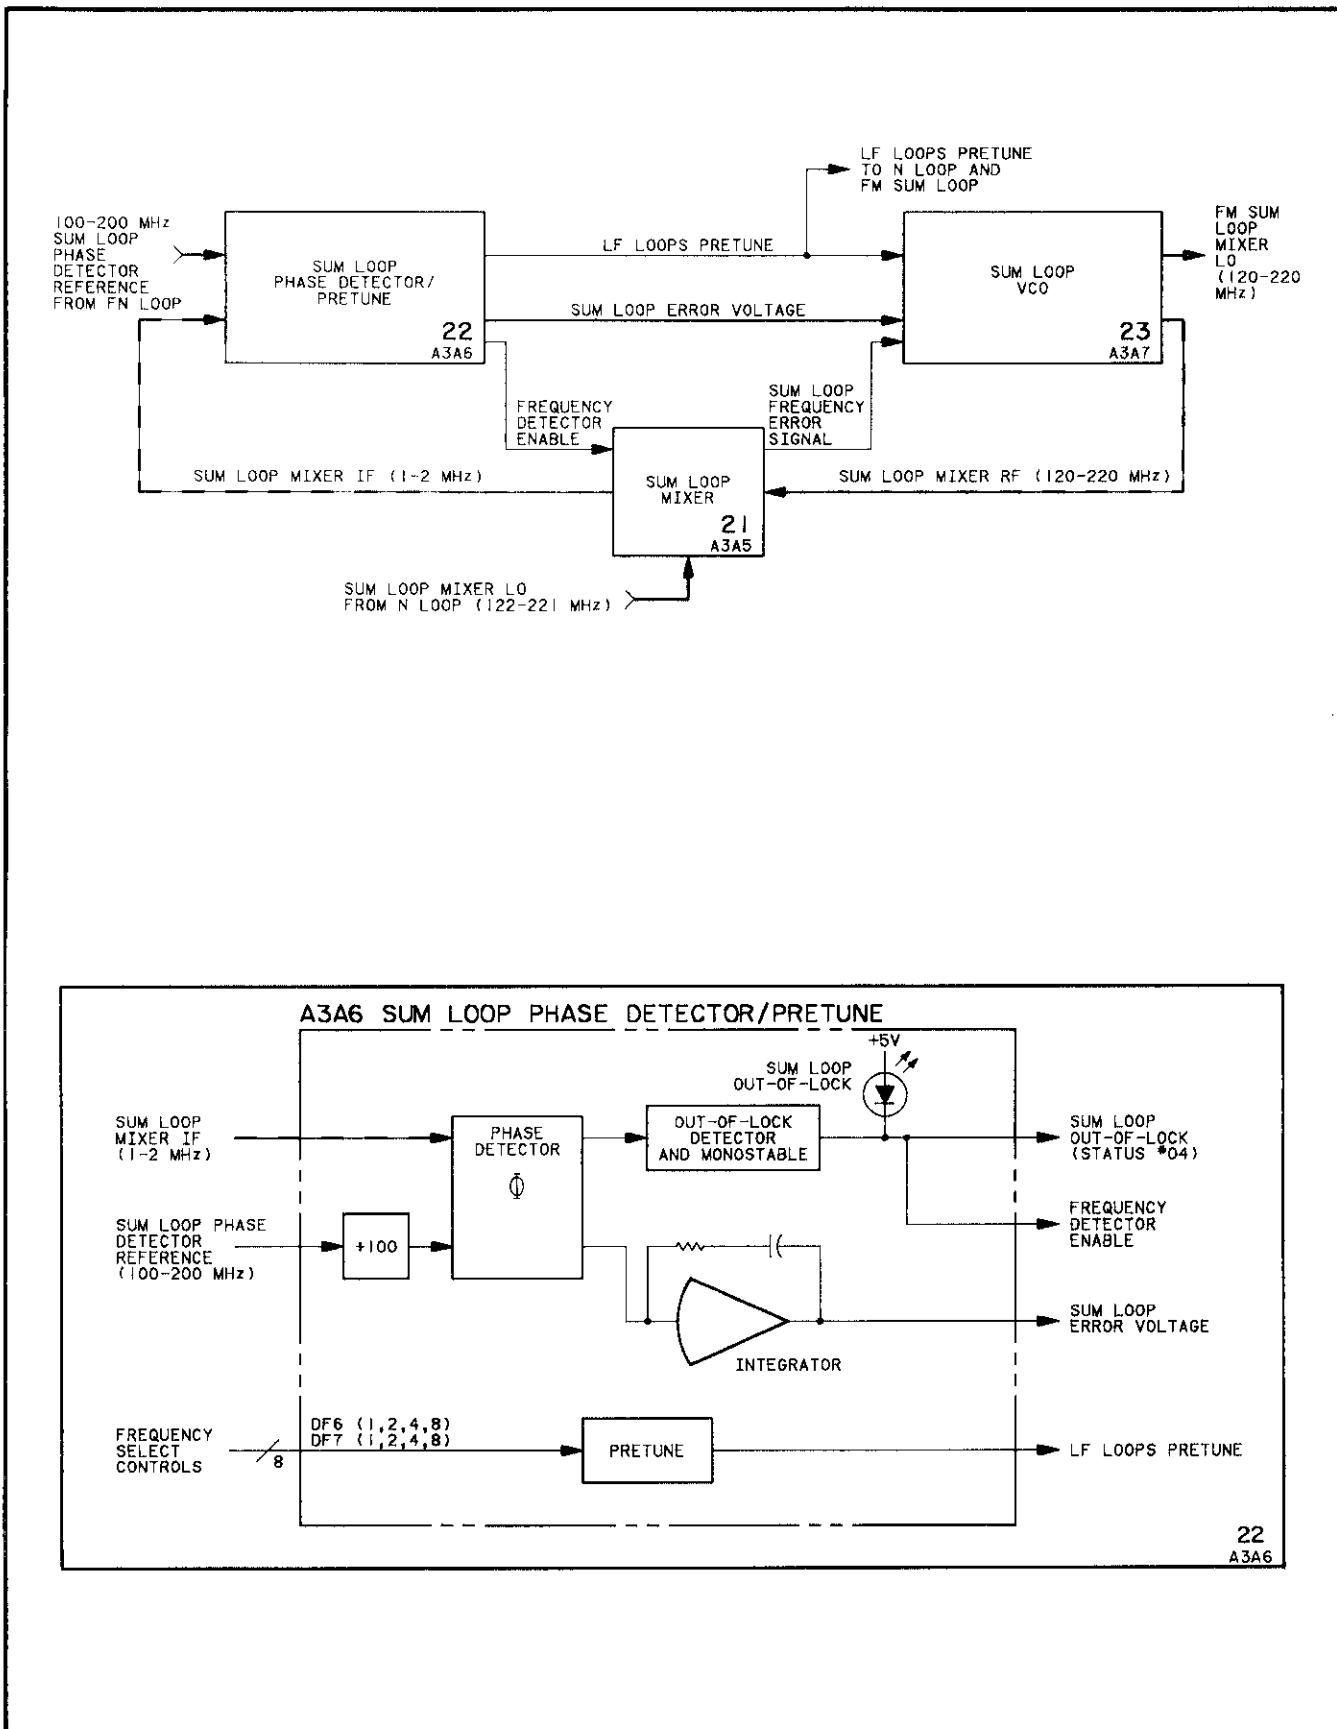 LF LOOPS PRETUNE
TO N LOOP AND
FM SUM LOOP
100-200 MHz
SUM LOOP
PHASE
DETECTOR
REFERENCE
FROM FN LOOP
SUM LOOP
PHASE DETECTOR/
PRETUNE
22
A3A6
LF LOOPS PRETUNE
SUM LOOP ERROR VOLTAGE
SUM LOOP
VCO
23
A3A7
FM SUM
LOOP
MIXER
LO
(120-220
MHz)
FREQUENCY
DETECTOR
ENABLE
SUM LOOP
FREQUENCY
ERROR
SIGNAL
SUM LOOP MIXER IF (1-2 MHz)
SUM LOOP
MIXER
21
A3A5
SUM LOOP MIXER RF (120-220 MHz)
SUM LOOP MIXER LO
FROM N LOOP (122-221 MHz)
A3A6 SUM LOOP PHASE DETECTOR/PRETUNE
+5V
SUM LOOP
OUT-OF-LOCK
SUM LOOP
MIXER IF
(1-2 MHz)
PHASE
DETECTOR
Φ
OUT-OF-LOCK
DETECTOR
AND MONOSTABLE
SUM LOOP
OUT-OF-LOCK
(STATUS #04)
SUM LOOP PHASE
DETECTOR
REFERENCE
(100-200 MHz)
÷100
FREQUENCY
DETECTOR
ENABLE
SUM LOOP
ERROR VOLTAGE
INTEGRATOR
FREQUENCY
SELECT
CONTROLS
8
DF6 (1,2,4,8)
DF7 (1,2,4,8)
PRETUNE
LF LOOPS PRETUNE
22
A3A6